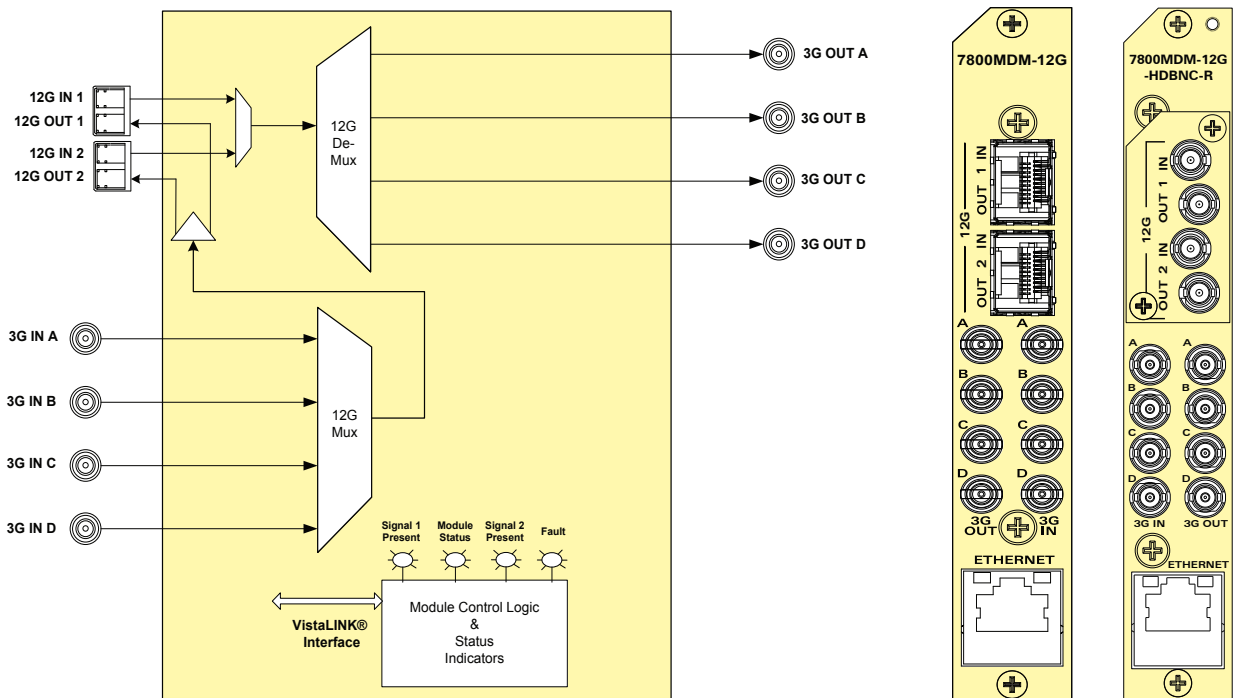 12G IN 1
12G OUT 1
12G IN 2
12G OUT 2
12G
De-
Mux
3G OUT A
3G OUT B
3G OUT C
3G OUT D
3G IN A
3G IN B
3G IN C
3G IN D
12G
Mux
Signal 1
Present
Module
Status
Signal 2
Present
Fault
VistaLINK®
Interface
Module Control Logic
&
Status
Indicators
7800MDM-12G
12G
OUT 1 IN
OUT 2 IN
A A
B B
C C
D D
3G
OUT
3G
IN
ETHERNET
7800MDM-12G
-HDBNC-R
12G
OUT 1 IN
OUT 2 IN
A A
B B
C C
D D
3G IN 3G OUT
ETHERNET